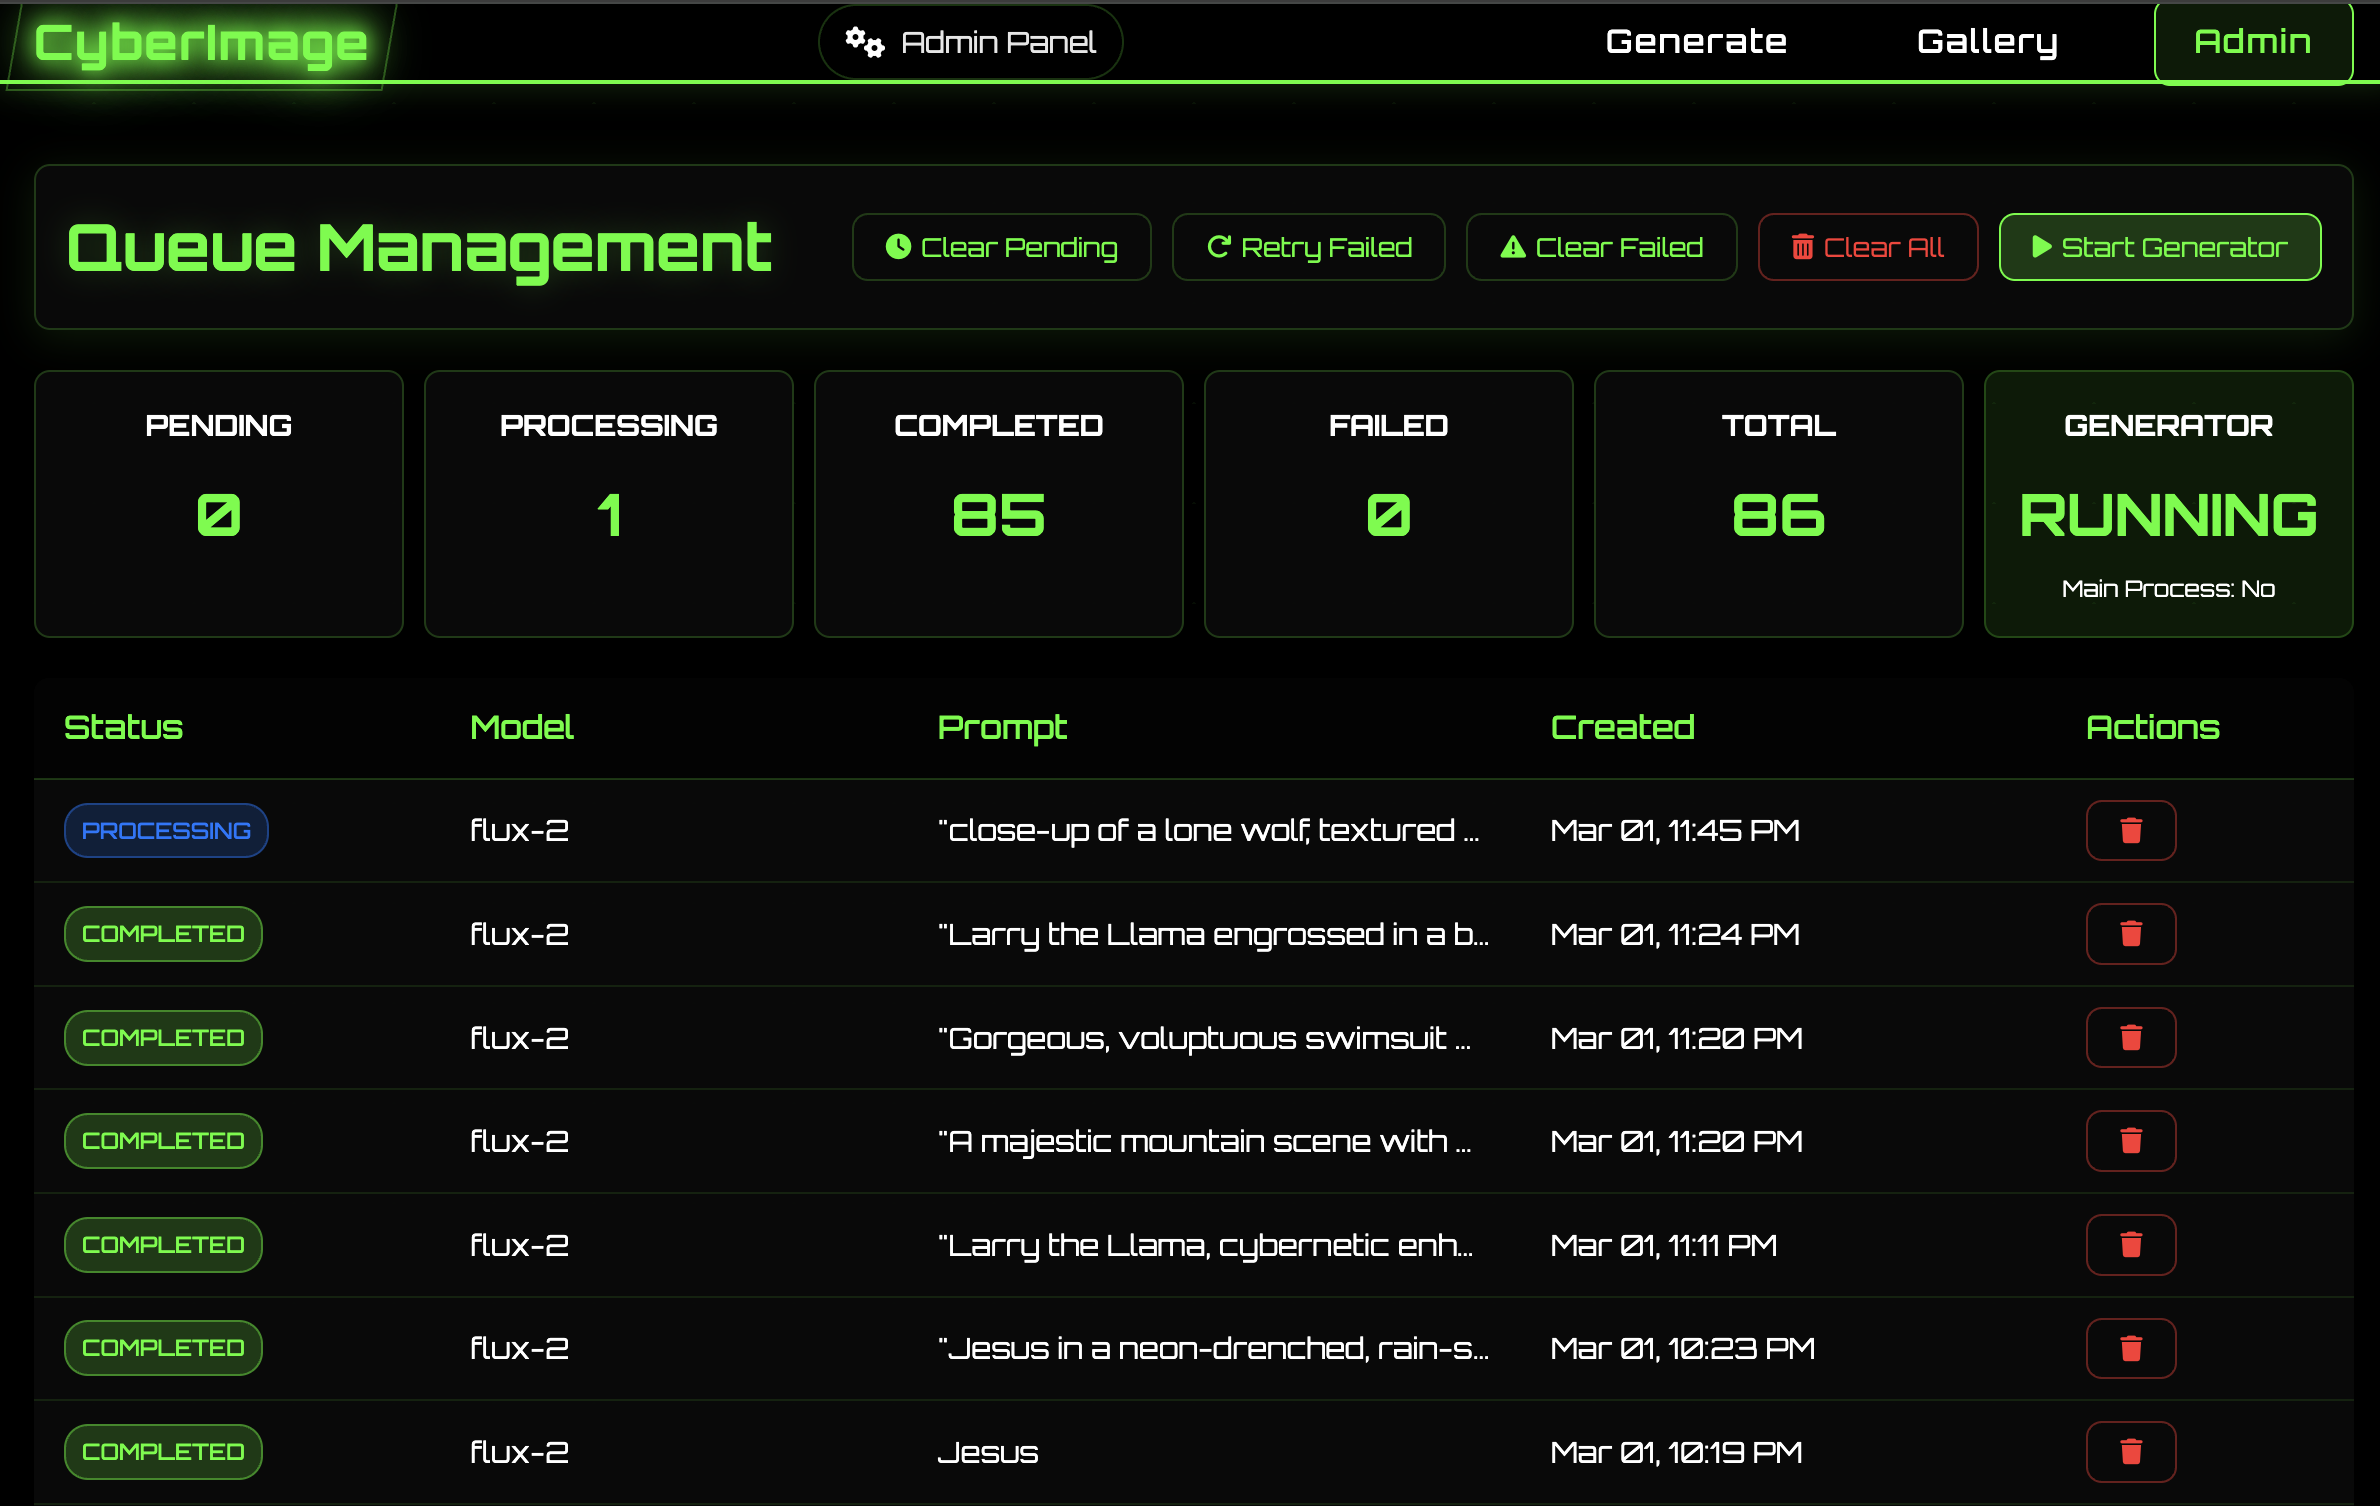 CyberImage
Admin Panel
Generate
Gallery
Admin
Queue Management
Clear Pending
Retry Failed
Clear Failed
Clear All
Start Generator
PENDING
0
PROCESSING
1
COMPLETED
85
FAILED
0
TOTAL
86
GENERATOR
RUNNING
Main Process: No
Status Model Prompt Created Actions
PROCESSING flux-2 "close-up of a lone wolf, textured ... Mar 01, 11:45 PM
COMPLETED flux-2 "Larry the Llama engrossed in a b... Mar 01, 11:24 PM
COMPLETED flux-2 "Gorgeous, voluptuous swimsuit ... Mar 01, 11:20 PM
COMPLETED flux-2 "A majestic mountain scene with ... Mar 01, 11:20 PM
COMPLETED flux-2 "Larry the Llama, cybernetic enh... Mar 01, 11:11 PM
COMPLETED flux-2 "Jesus in a neon-drenched, rain-s... Mar 01, 10:23 PM
COMPLETED flux-2 Jesus Mar 01, 10:19 PM